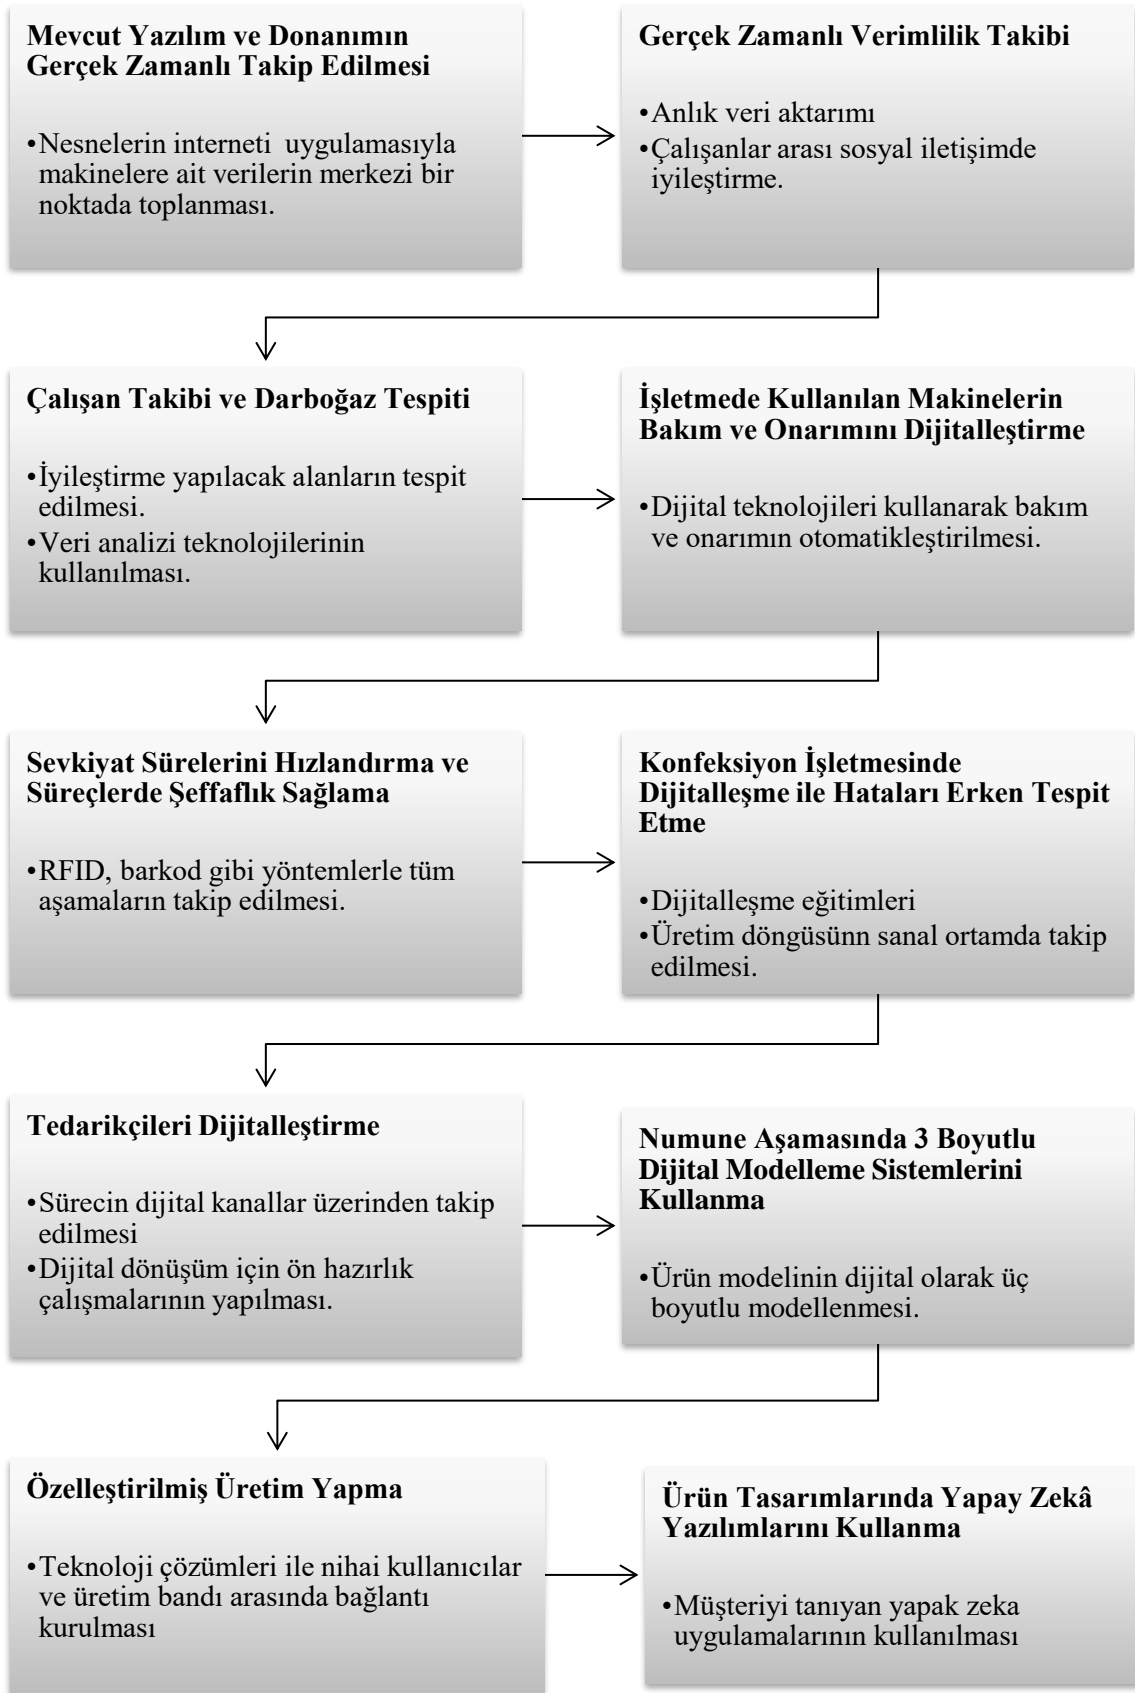 Mevcut Yazılım ve Donanımın
Gerçek Zamanlı Takip Edilmesi
•Nesnelerin interneti uygulamasıyla
makinelere ait verilerin merkezi bir
noktada toplanması.
Gerçek Zamanlı Verimlilik Takibi
•Anlık veri aktarımı
•Çalışanlar arası sosyal iletişimde
iyileştirme.
Çalışan Takibi ve Darboğaz Tespiti
•İyileştirme yapılacak alanların tespit
edilmesi.
•Veri analizi teknolojilerinin
kullanılması.
İşletmede Kullanılan Makinelerin
Bakım ve Onarımını Dijitalleştirme
•Dijital teknolojileri kullanarak bakım
ve onarımın otomatikleştirilmesi.
Sevkiyat Sürelerini Hızlandırma ve
Süreçlerde Şeffaflık Sağlama
•RFID, barkod gibi yöntemlerle tüm
aşamaların takip edilmesi.
Konfeksiyon İşletmesinde
Dijitalleşme ile Hataları Erken Tespit
Etme
•Dijitalleşme eğitimleri
•Üretim döngüsünn sanal ortamda takip
edilmesi.
Tedarikçileri Dijitalleştirme
•Sürecin dijital kanallar üzerinden takip
edilmesi
•Dijital dönüşüm için ön hazırlık
çalışmalarının yapılması.
Numune Aşamasında 3 Boyutlu
Dijital Modelleme Sistemlerini
Kullanma
•Ürün modelinin dijital olarak üç
boyutlu modellenmesi.
Özelleştirilmiş Üretim Yapma
•Teknoloji çözümleri ile nihai kullanıcılar
ve üretim bandı arasında bağlantı
kurulması
Ürün Tasarımlarında Yapay Zekâ
Yazılımlarını Kullanma
•Müşteriyi tanıyan yapak zeka
uygulamalarının kullanılması